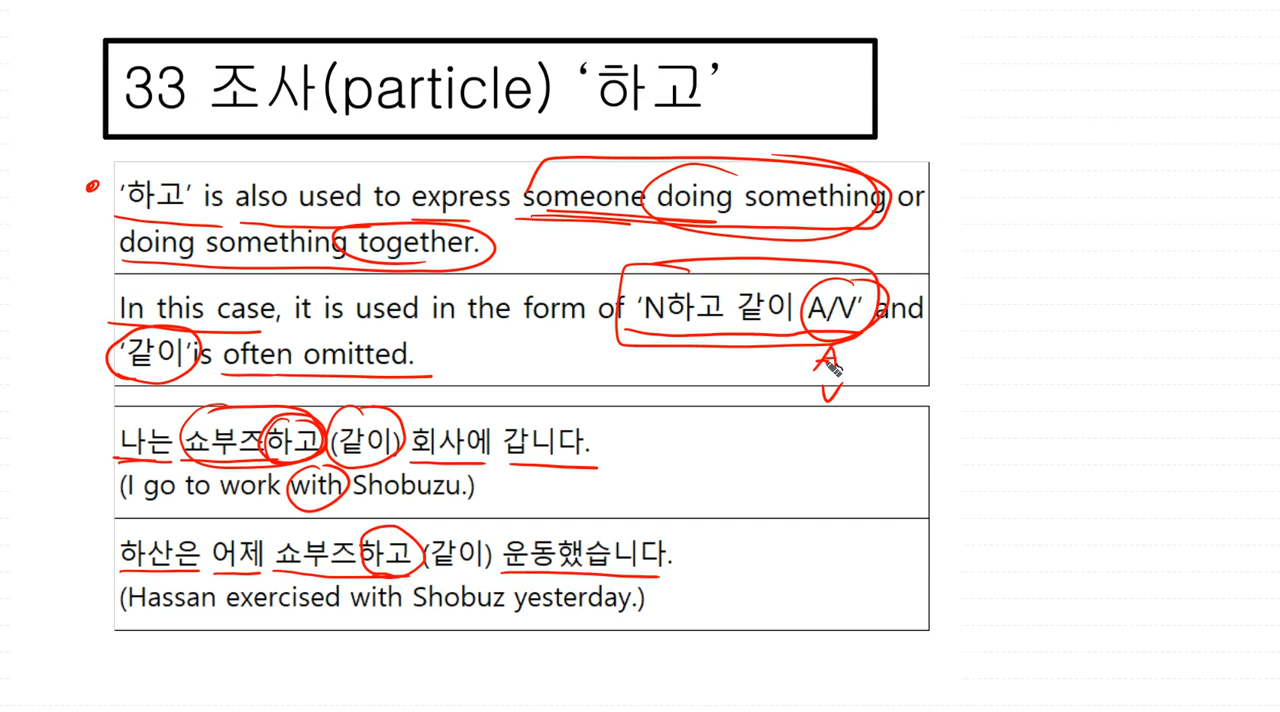 33 조사(particle) ‘하고’
‘하고’ is also used to express someone doing something or
doing something together.
In this case, it is used in the form of ‘N하고 같이 A/V’ and
‘같이’is often omitted.
A
V
나는 쇼부즈하고 (같이) 회사에 갑니다.
(I go to work with Shobuzu.)
하산은 어제 쇼부즈하고 (같이) 운동했습니다.
(Hassan exercised with Shobuz yesterday.)